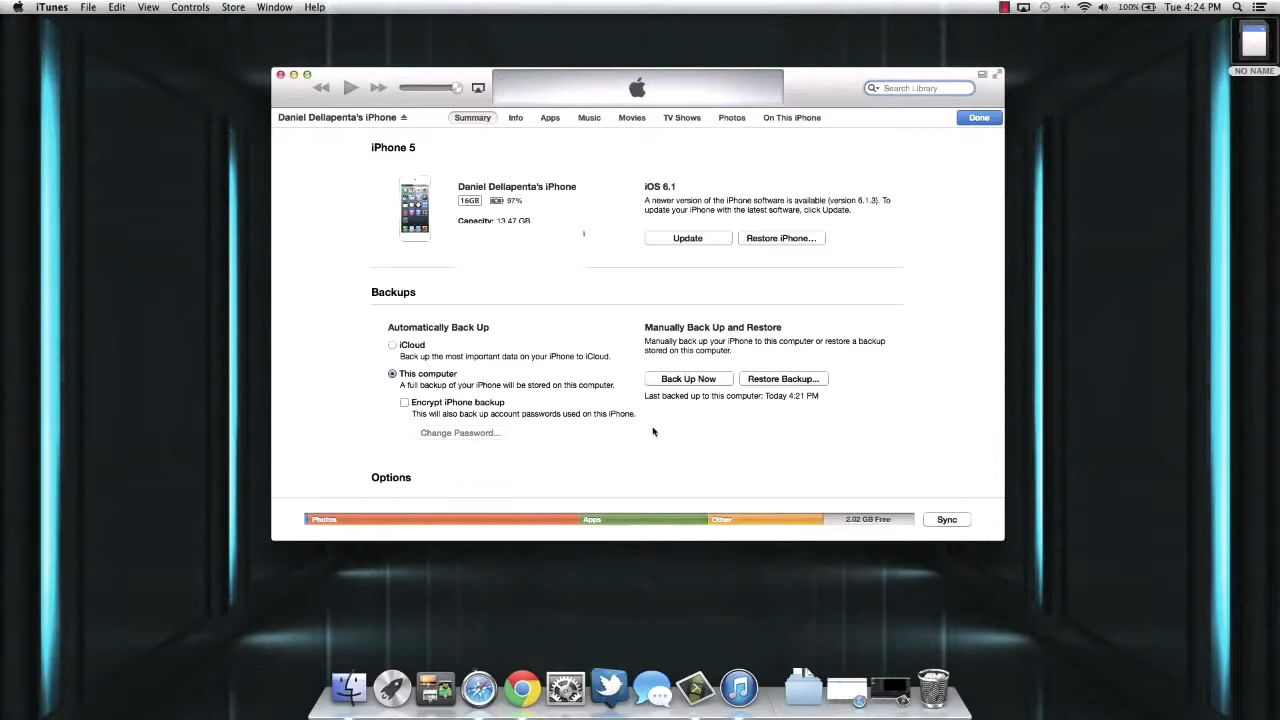 iTunes File Edit View Controls Store Window Help 100% Tue 4:24 PM
NO NAME
Search Library
Daniel Dellapenta's iPhone Summary Info Apps Music Movies TV Shows Photos On This iPhone Done
iPhone 5
Daniel Dellapenta's iPhone
16GB 97%
Capacity: 13.47 GB
iOS 6.1
A newer version of the iPhone software is available (version 6.1.3). To
update your iPhone with the latest software, click Update.
Update Restore iPhone...
Backups
Automatically Back Up
iCloud
Back up the most important data on your iPhone to iCloud.
This computer
A full backup of your iPhone will be stored on this computer.
Encrypt iPhone backup
This will also back up account passwords used on this iPhone.
Change Password...
Manually Back Up and Restore
Manually back up your iPhone to this computer or restore a backup
stored on this computer.
Back Up Now Restore Backup...
Last backed up to this computer: Today 4:21 PM
Options
Photos Apps Other 2.02 GB Free Sync